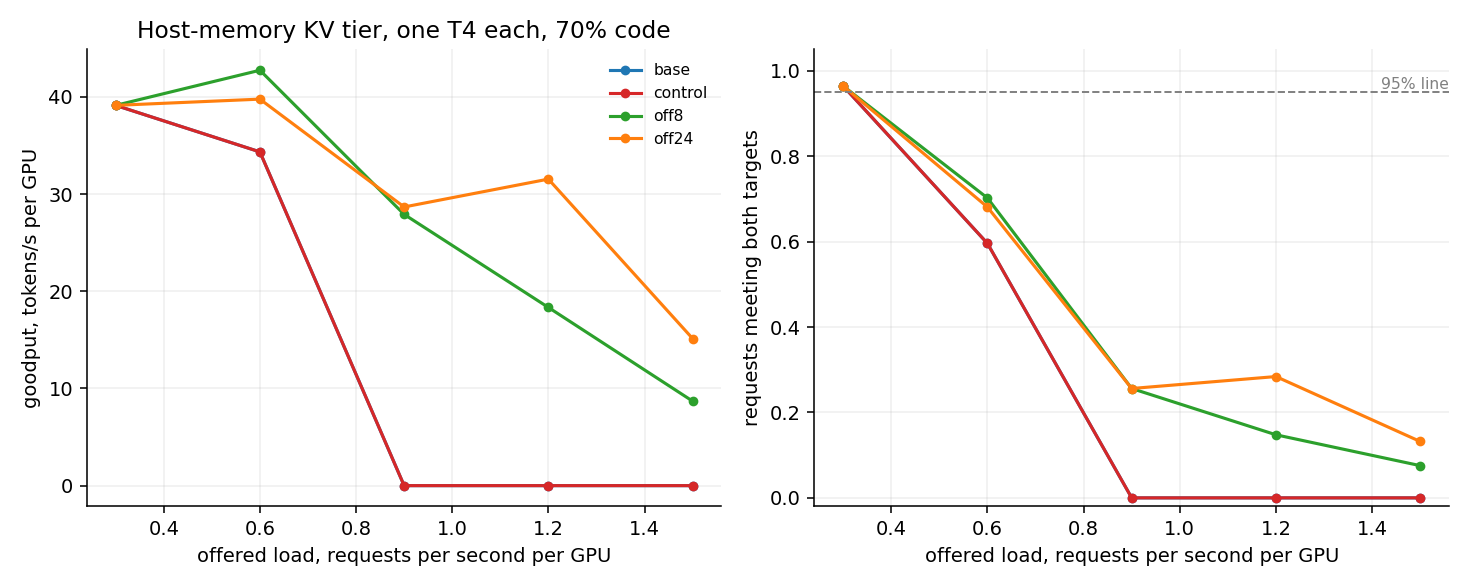 Host-memory KV tier, one T4 each, 70% code
goodput, tokens/s per GPU
40
30
20
10
0
base
control
off8
off24
0.4 0.6 0.8 1.0 1.2 1.4
offered load, requests per second per GPU
requests meeting both targets
1.0
0.8
0.6
0.4
0.2
0.0
95% line
0.4 0.6 0.8 1.0 1.2 1.4
offered load, requests per second per GPU